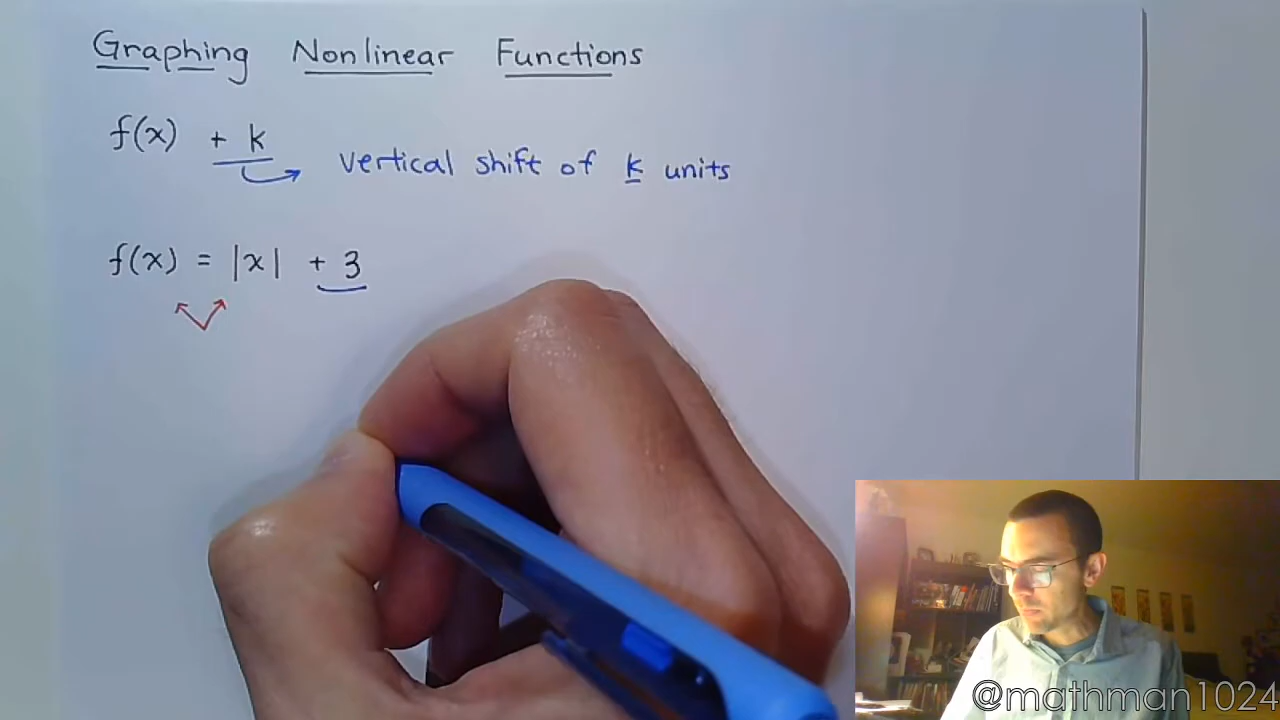 Graphing Nonlinear Functions
f(x) + k
vertical shift of k units
f(x) = |x| + 3
@mathman1024